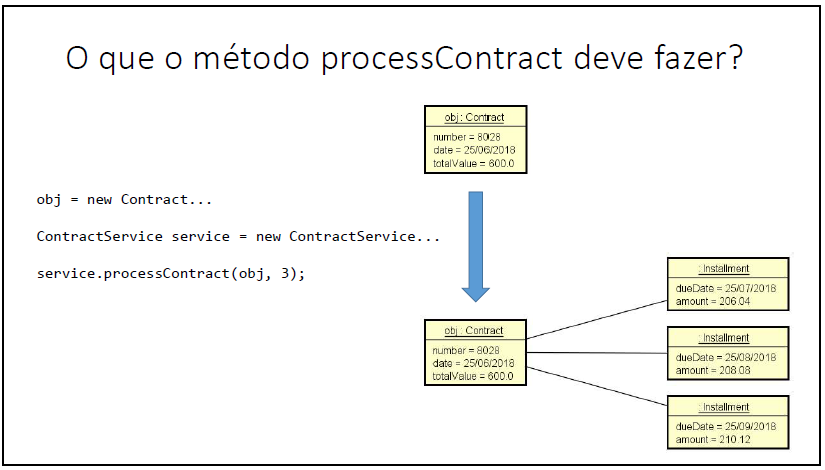 O que o método processContract deve fazer?
obj : Contract
number = 8028
date = 25/06/2018
totalValue = 600.0
obj = new Contract...
ContractService service = new ContractService...
service.processContract(obj, 3);
obj : Contract
number = 8028
date = 25/06/2018
totalValue = 600.0
: Installment
dueDate = 25/07/2018
amount = 206.04
: Installment
dueDate = 25/08/2018
amount = 208.08
: Installment
dueDate = 25/09/2018
amount = 210.12